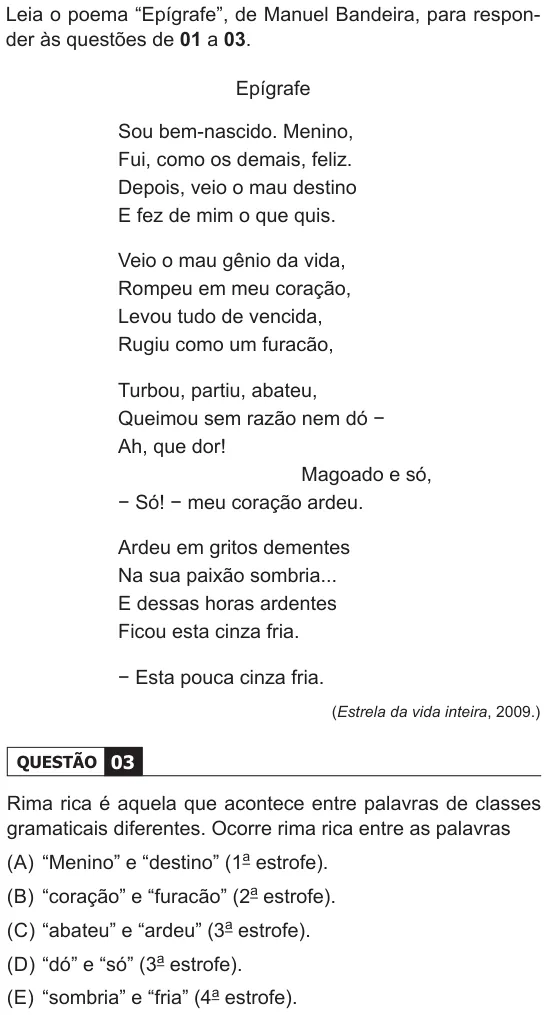 Leia o poema “Epígrafe”, de Manuel Bandeira, para respon-
der às questões de 01 a 03.
Epígrafe
Sou bem-nascido. Menino,
Fui, como os demais, feliz.
Depois, veio o mau destino
E fez de mim o que quis.
Veio o mau gênio da vida,
Rompeu em meu coração,
Levou tudo de vencida,
Rugiu como um furacão,
Turbou, partiu, abateu,
Queimou sem razão nem dó −
Ah, que dor!
Magoado e só,
− Só! − meu coração ardeu.
Ardeu em gritos dementes
Na sua paixão sombria...
E dessas horas ardentes
Ficou esta cinza fria.
− Esta pouca cinza fria.
(Estrela da vida inteira, 2009.)
QUESTÃO 03
Rima rica é aquela que acontece entre palavras de classes
gramaticais diferentes. Ocorre rima rica entre as palavras
(A) “Menino” e “destino” (1ª estrofe).
(B) “coração” e “furacão” (2ª estrofe).
(C) “abateu” e “ardeu” (3ª estrofe).
(D) “dó” e “só” (3ª estrofe).
(E) “sombria” e “fria” (4ª estrofe).